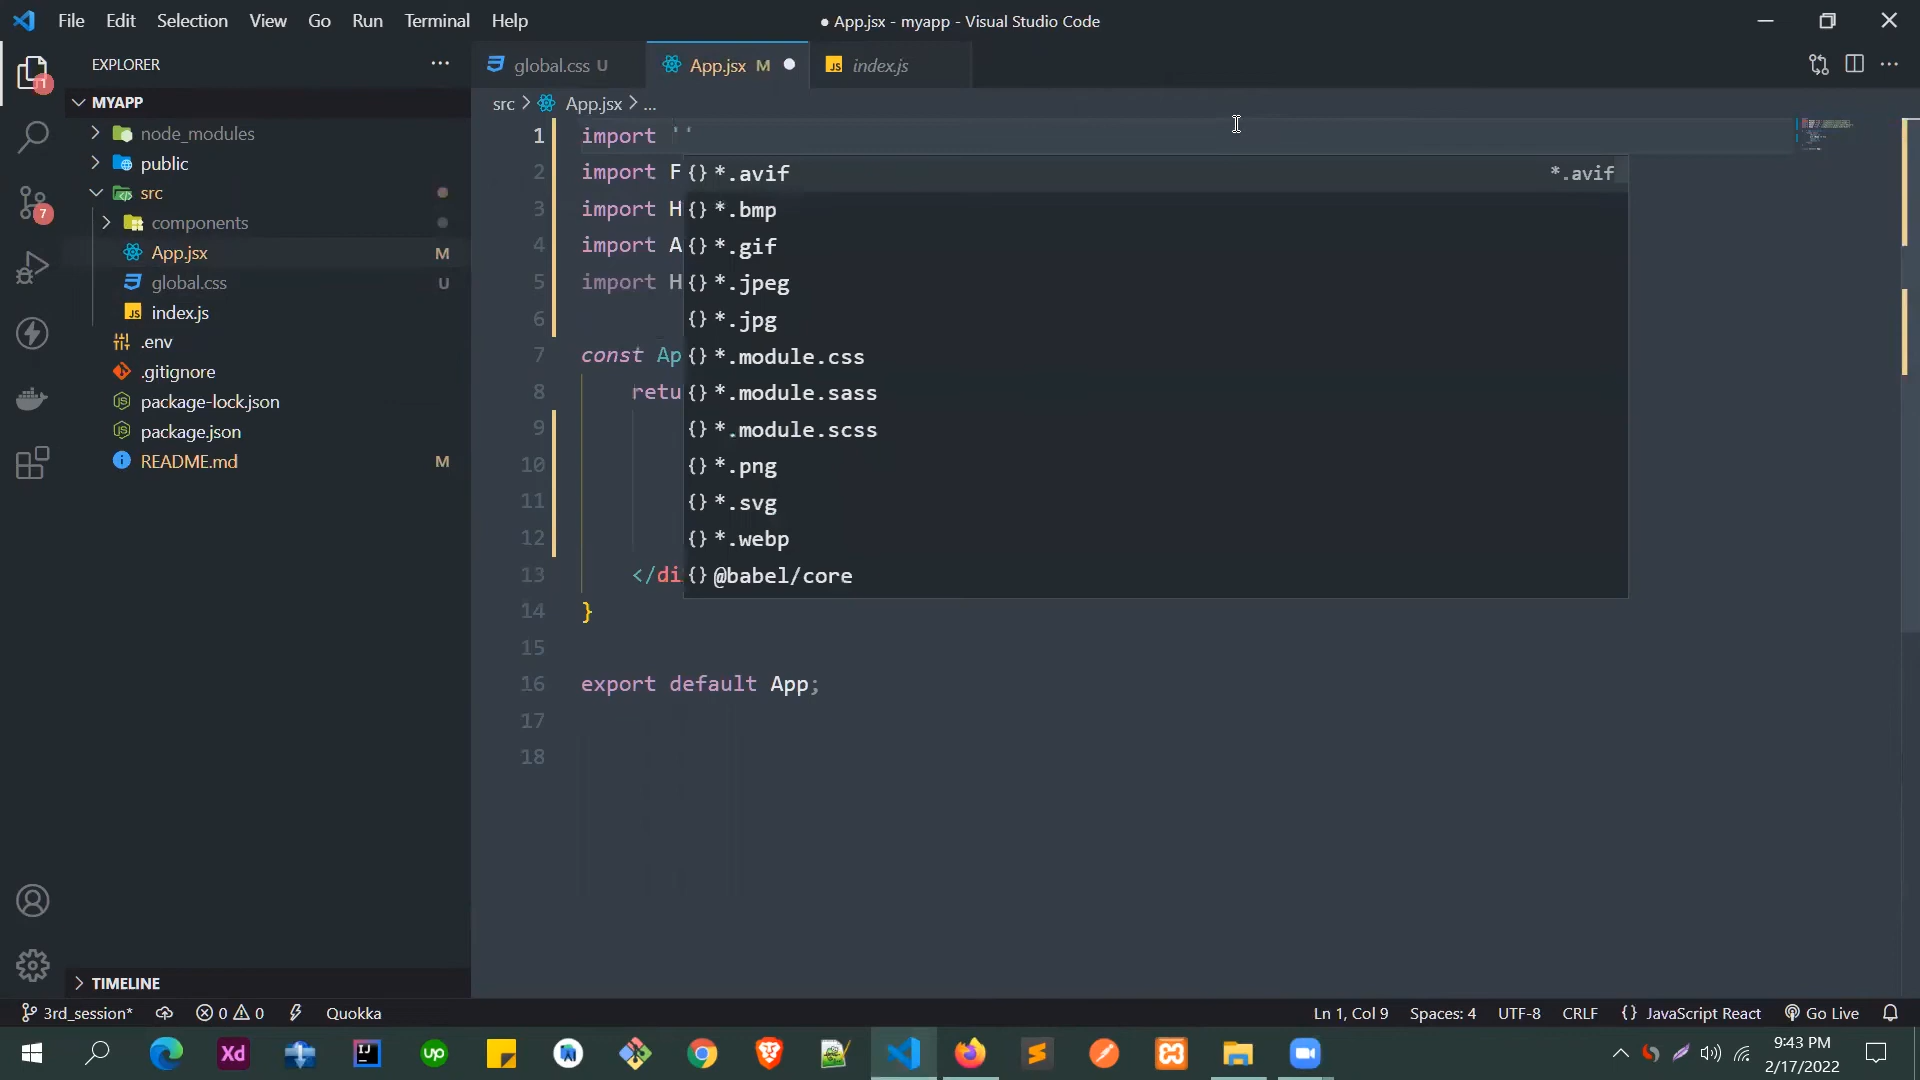 File Edit Selection View Go Run Terminal Help
● App.jsx - myapp - Visual Studio Code
EXPLORER
MYAPP
node_modules
public
src
components
App.jsx M
global.css U
index.js
.env
.gitignore
package-lock.json
package.json
README.md M
TIMELINE
1
7
global.css U
App.jsx M
index.js
src > App.jsx > ...
1 import ''
2 import F
3 import H
4 import A
5 import H
6
7 const Ap
8 retu
9
10
11
12
13 </di
14 }
15
16 export default App;
17
18
{} *.avif *.avif
{} *.bmp
{} *.gif
{} *.jpeg
{} *.jpg
{} *.module.css
{} *.module.sass
{} *.module.scss
{} *.png
{} *.svg
{} *.webp
{} @babel/core
3rd_session* 0 0 Quokka
Ln 1, Col 9 Spaces: 4 UTF-8 CRLF {} JavaScript React Go Live
Xd
IJ
up
9:43 PM
2/17/2022